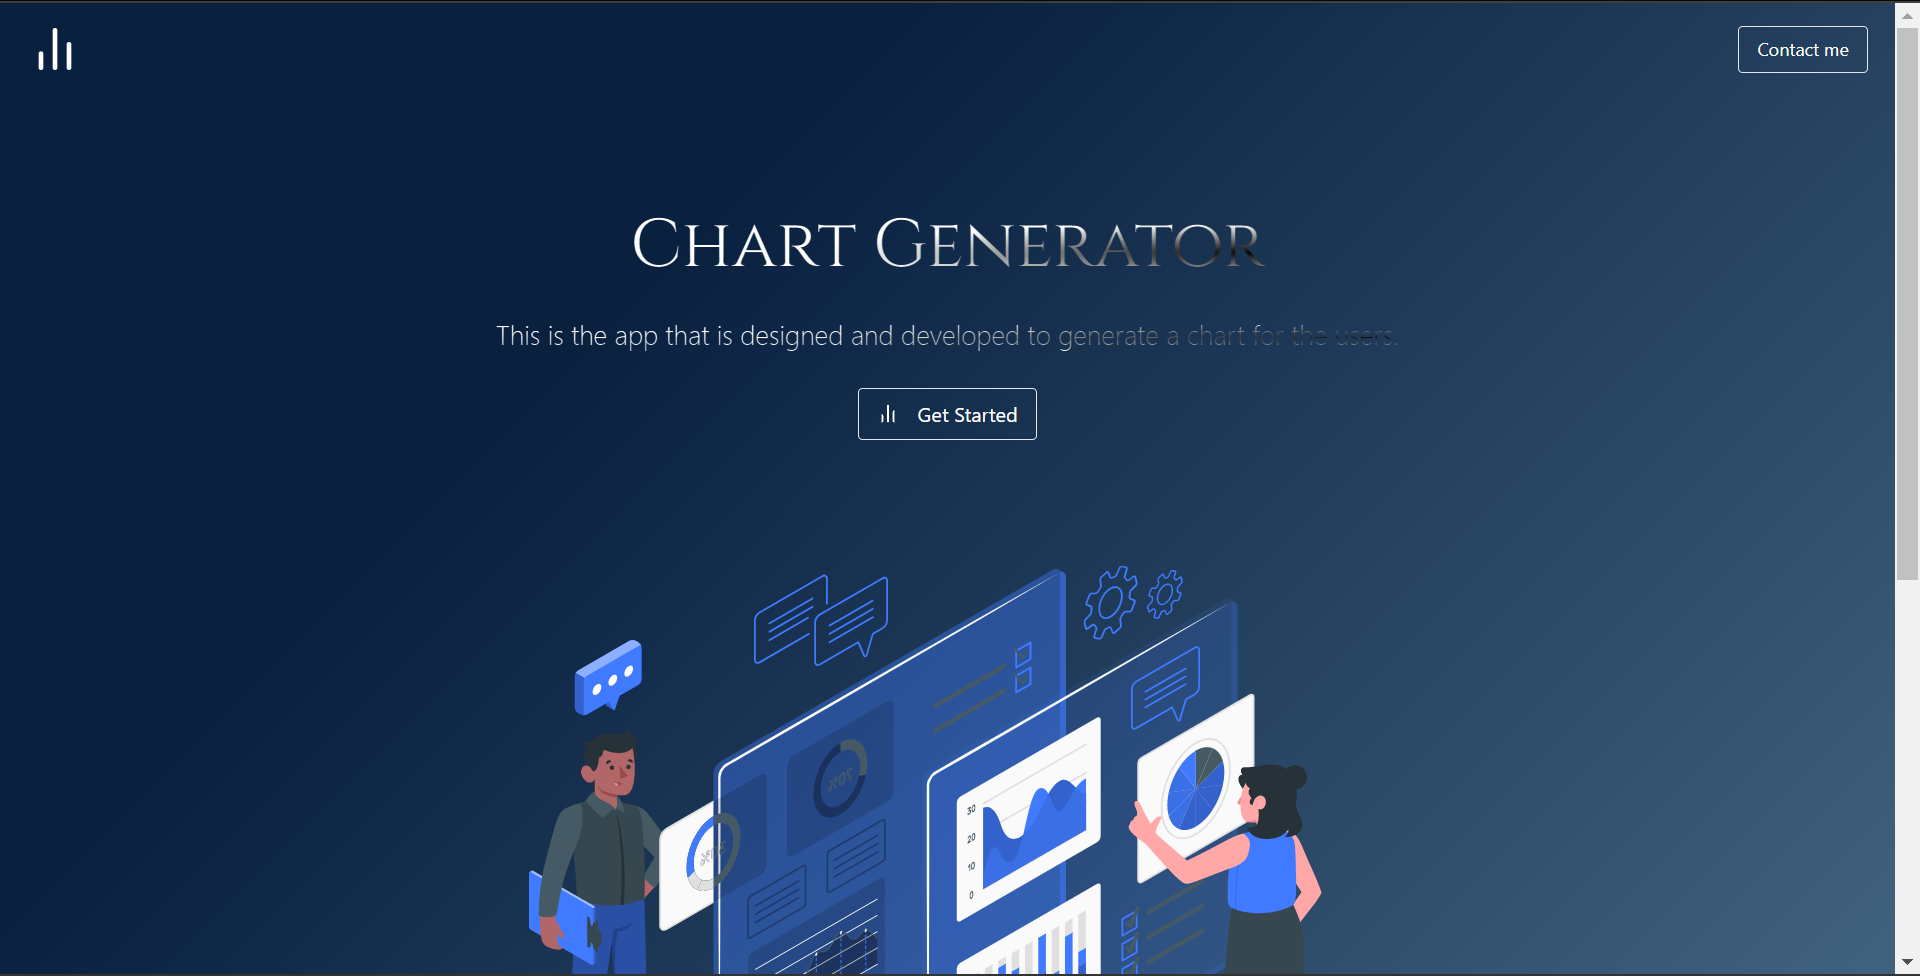 Contact me
Chart Generator
This is the app that is designed and developed to generate a chart for the users.
Get Started
30
20
10
0